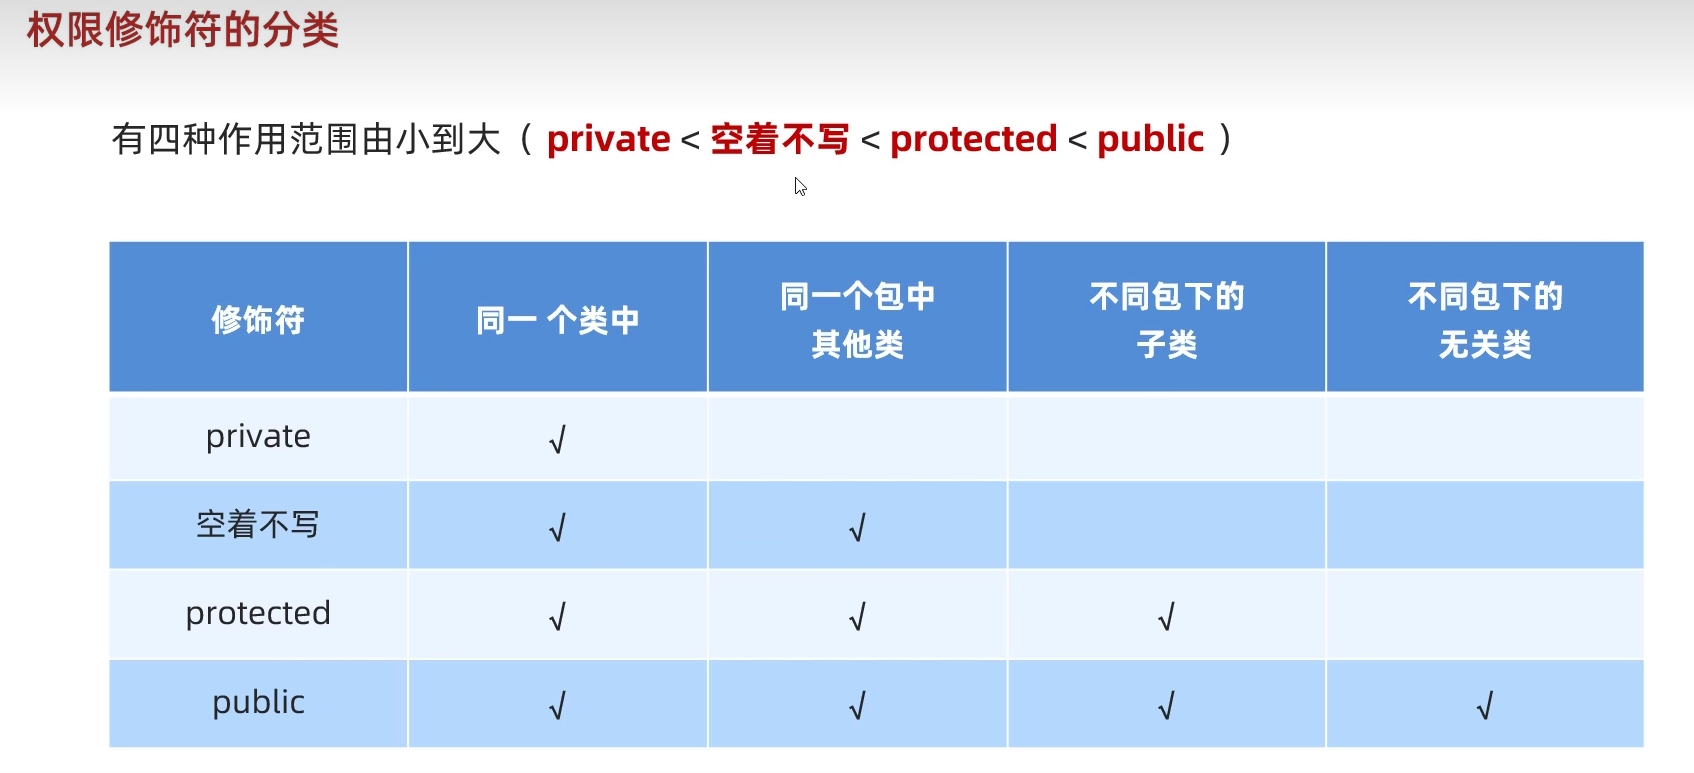 权限修饰符的分类
有四种作用范围由小到大（ private < 空着不写 < protected < public ）
修饰符 同一 个类中 同一个包中 其他类 不同包下的 子类 不同包下的 无关类
private √
空着不写 √ √
protected √ √ √
public √ √ √ √